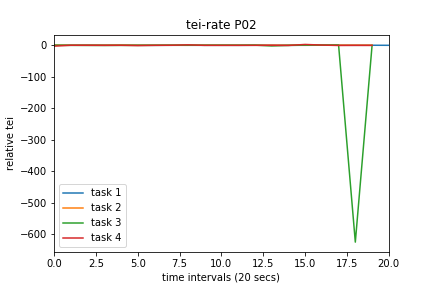 tei-rate P02
relative tei
0
−100
−200
−300
−400
−500
−600
task 1
task 2
task 3
task 4
0.0 2.5 5.0 7.5 10.0 12.5 15.0 17.5 20.0
time intervals (20 secs)